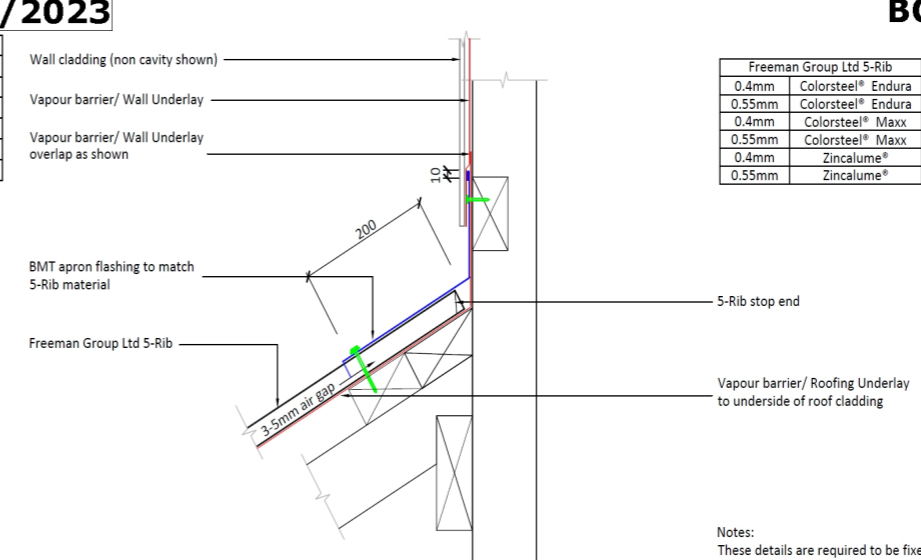 /2023
BC
Wall cladding (non cavity shown)
Vapour barrier/ Wall Underlay
Vapour barrier/ Wall Underlay
overlap as shown
10
200
BMT apron flashing to match
5-Rib material
Freeman Group Ltd 5-Rib
3-5mm air gap
Freeman Group Ltd 5-Rib
0.4mm Colorsteel® Endura
0.55mm Colorsteel® Endura
0.4mm Colorsteel® Maxx
0.55mm Colorsteel® Maxx
0.4mm Zincalume®
0.55mm Zincalume®
5-Rib stop end
Vapour barrier/ Roofing Underlay
to underside of roof cladding
Notes:
These details are required to be fixe